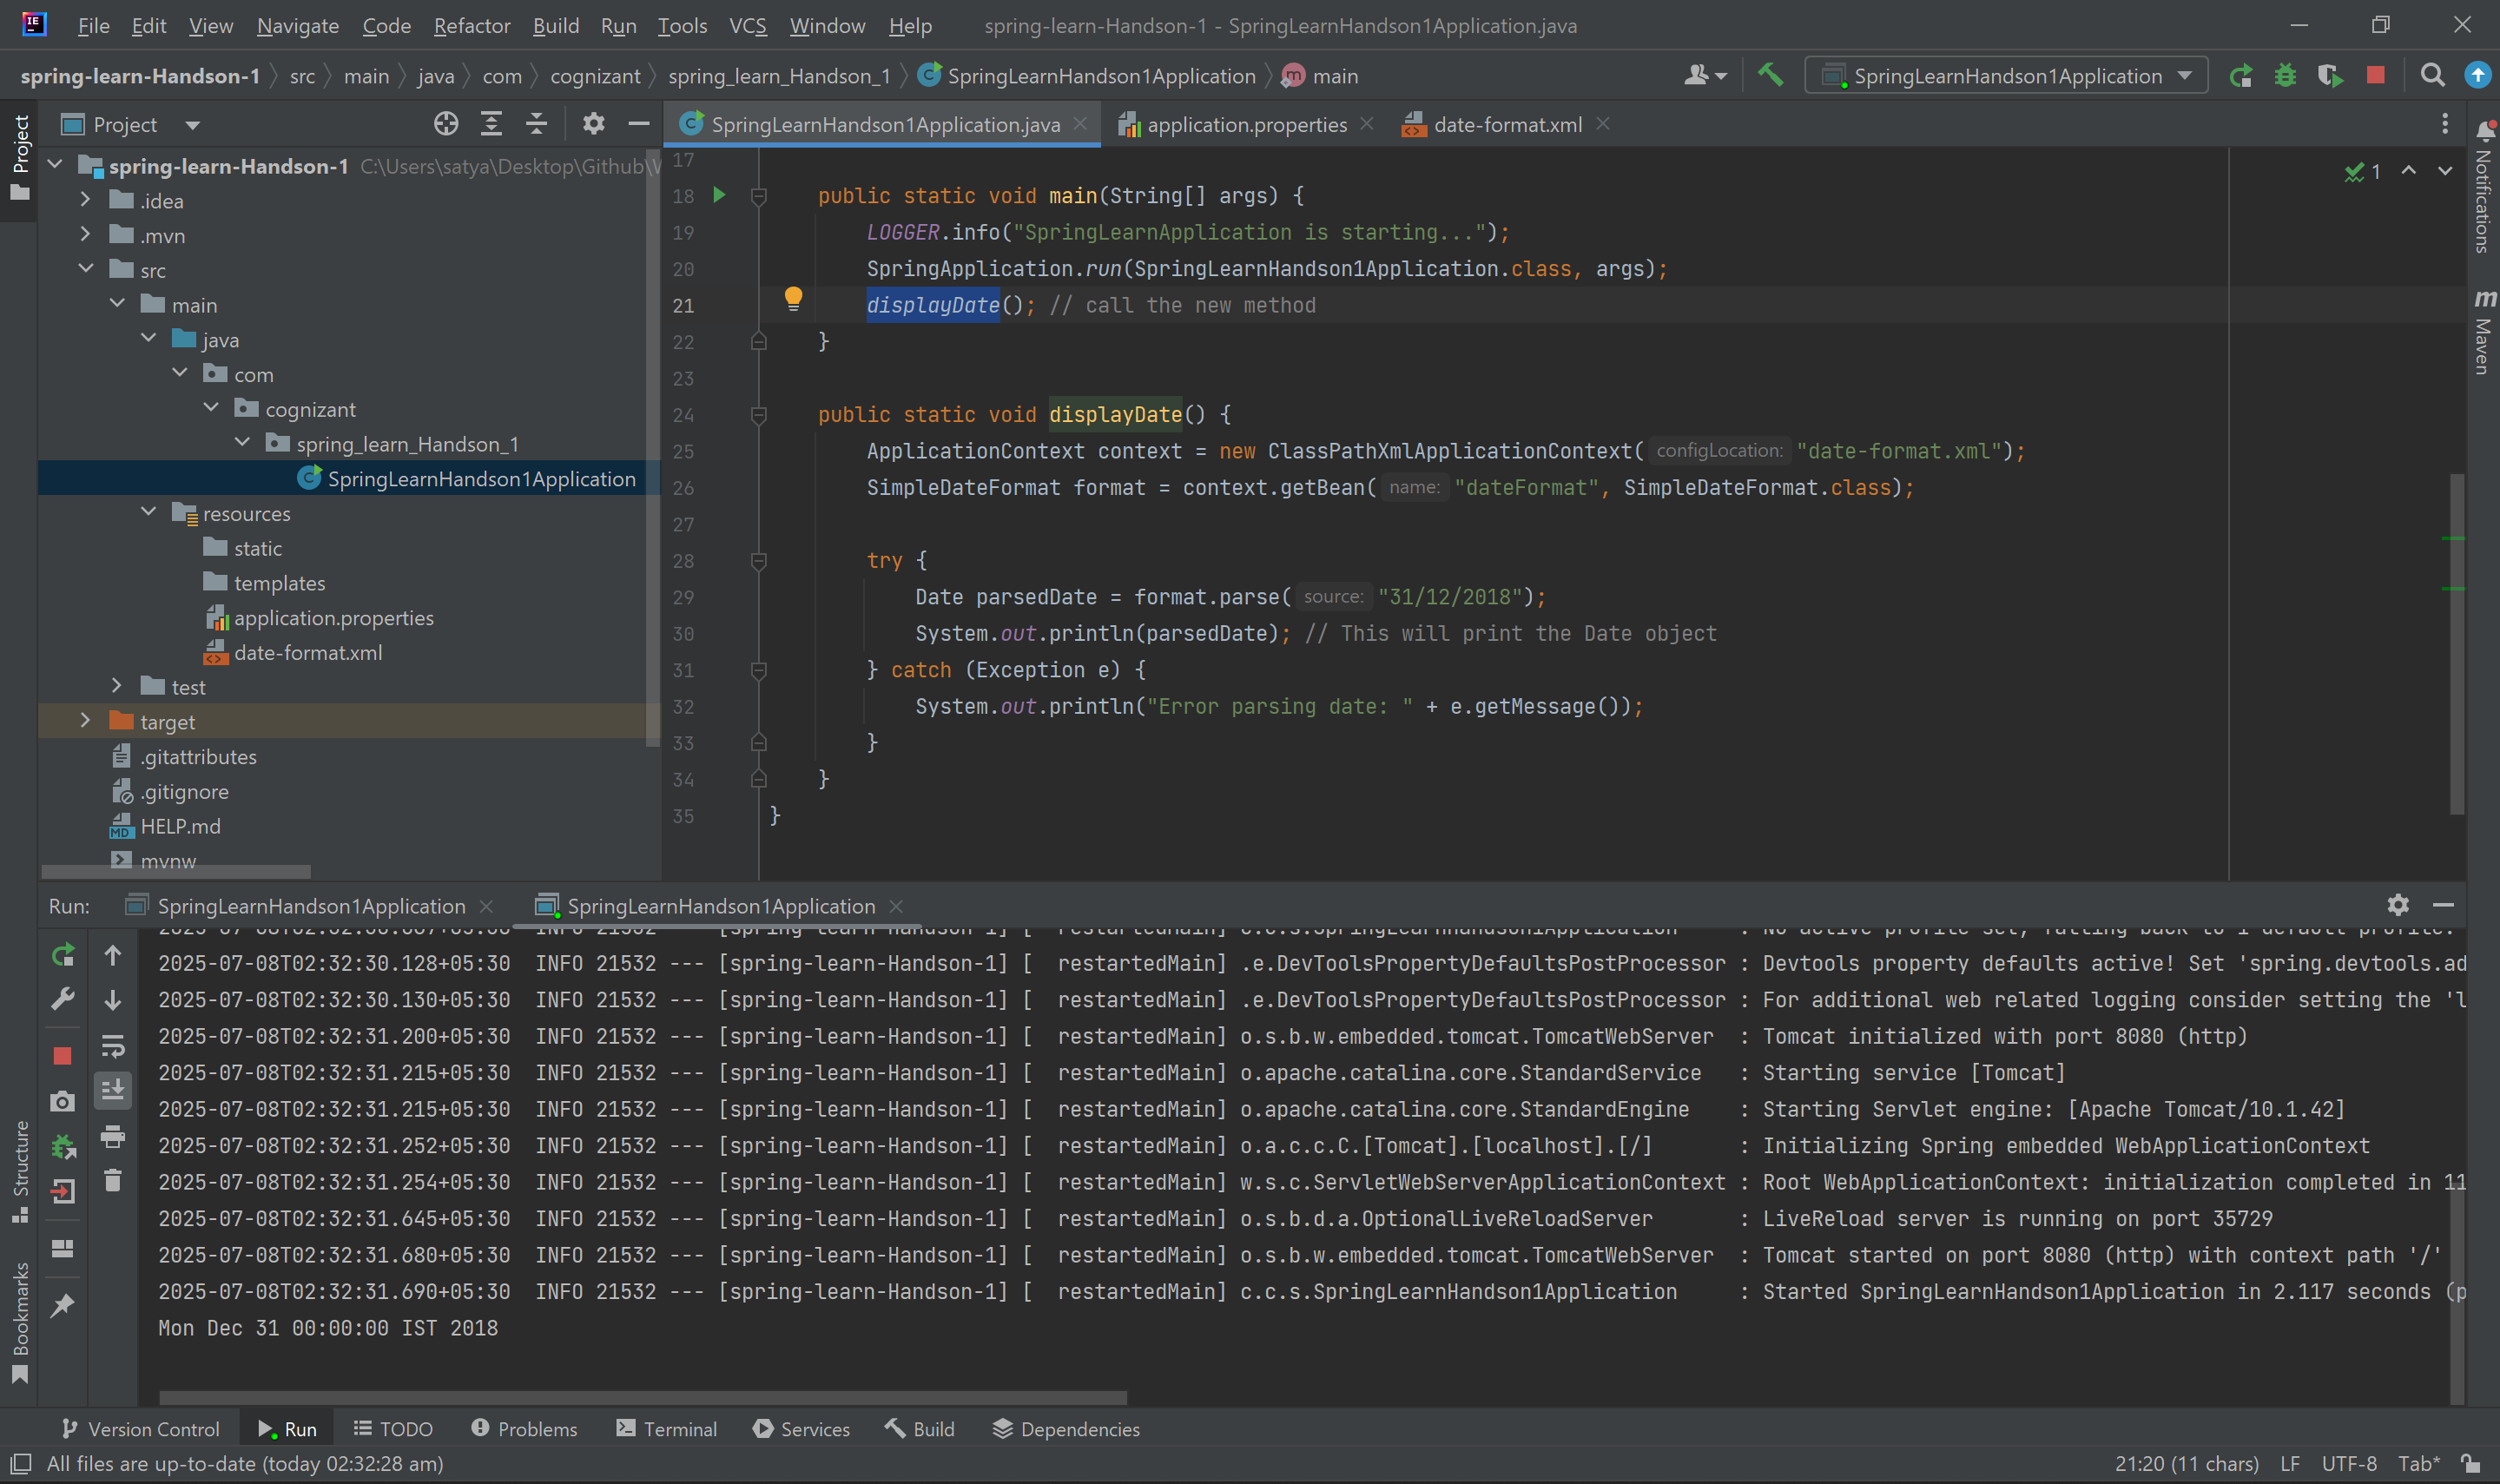 File Edit View Navigate Code Refactor Build Run Tools VCS Window Help spring-learn-Handson-1 - SpringLearnHandson1Application.java
spring-learn-Handson-1 src main java com cognizant spring_learn_Handson_1 SpringLearnHandson1Application main SpringLearnHandson1Application
Project
Project
SpringLearnHandson1Application.java application.properties date-format.xml
Notifications
Maven
spring-learn-Handson-1 C:\Users\satya\Desktop\Github\
.idea
.mvn
src
main
java
com
cognizant
spring_learn_Handson_1
SpringLearnHandson1Application
resources
static
templates
application.properties
date-format.xml
test
target
.gitattributes
.gitignore
HELP.md
mvnw
1
17
18 public static void main(String[] args) {
19 LOGGER.info("SpringLearnApplication is starting...");
20 SpringApplication.run(SpringLearnHandson1Application.class, args);
21 displayDate(); // call the new method
22 }
23
24 public static void displayDate() {
25 ApplicationContext context = new ClassPathXmlApplicationContext( configLocation: "date-format.xml");
26 SimpleDateFormat format = context.getBean( name: "dateFormat", SimpleDateFormat.class);
27
28 try {
29 Date parsedDate = format.parse( source: "31/12/2018");
30 System.out.println(parsedDate); // This will print the Date object
31 } catch (Exception e) {
32 System.out.println("Error parsing date: " + e.getMessage());
33 }
34 }
35 }
Run: SpringLearnHandson1Application SpringLearnHandson1Application
2025-07-08T02:32:30.128+05:30 INFO 21532 --- [spring-learn-Handson-1] [ restartedMain] .e.DevToolsPropertyDefaultsPostProcessor : Devtools property defaults active! Set 'spring.devtools.ad
2025-07-08T02:32:30.130+05:30 INFO 21532 --- [spring-learn-Handson-1] [ restartedMain] .e.DevToolsPropertyDefaultsPostProcessor : For additional web related logging consider setting the 'l
2025-07-08T02:32:31.200+05:30 INFO 21532 --- [spring-learn-Handson-1] [ restartedMain] o.s.b.w.embedded.tomcat.TomcatWebServer : Tomcat initialized with port 8080 (http)
2025-07-08T02:32:31.215+05:30 INFO 21532 --- [spring-learn-Handson-1] [ restartedMain] o.apache.catalina.core.StandardService : Starting service [Tomcat]
2025-07-08T02:32:31.215+05:30 INFO 21532 --- [spring-learn-Handson-1] [ restartedMain] o.apache.catalina.core.StandardEngine : Starting Servlet engine: [Apache Tomcat/10.1.42]
2025-07-08T02:32:31.252+05:30 INFO 21532 --- [spring-learn-Handson-1] [ restartedMain] o.a.c.c.C.[Tomcat].[localhost].[/] : Initializing Spring embedded WebApplicationContext
2025-07-08T02:32:31.254+05:30 INFO 21532 --- [spring-learn-Handson-1] [ restartedMain] w.s.c.ServletWebServerApplicationContext : Root WebApplicationContext: initialization completed in 11
2025-07-08T02:32:31.645+05:30 INFO 21532 --- [spring-learn-Handson-1] [ restartedMain] o.s.b.d.a.OptionalLiveReloadServer : LiveReload server is running on port 35729
2025-07-08T02:32:31.680+05:30 INFO 21532 --- [spring-learn-Handson-1] [ restartedMain] o.s.b.w.embedded.tomcat.TomcatWebServer : Tomcat started on port 8080 (http) with context path '/'
2025-07-08T02:32:31.690+05:30 INFO 21532 --- [spring-learn-Handson-1] [ restartedMain] c.c.s.SpringLearnHandson1Application : Started SpringLearnHandson1Application in 2.117 seconds (p
Mon Dec 31 00:00:00 IST 2018
Structure
Bookmarks
Version Control Run TODO Problems Terminal Services Build Dependencies
All files are up-to-date (today 02:32:28 am) 21:20 (11 chars) LF UTF-8 Tab*